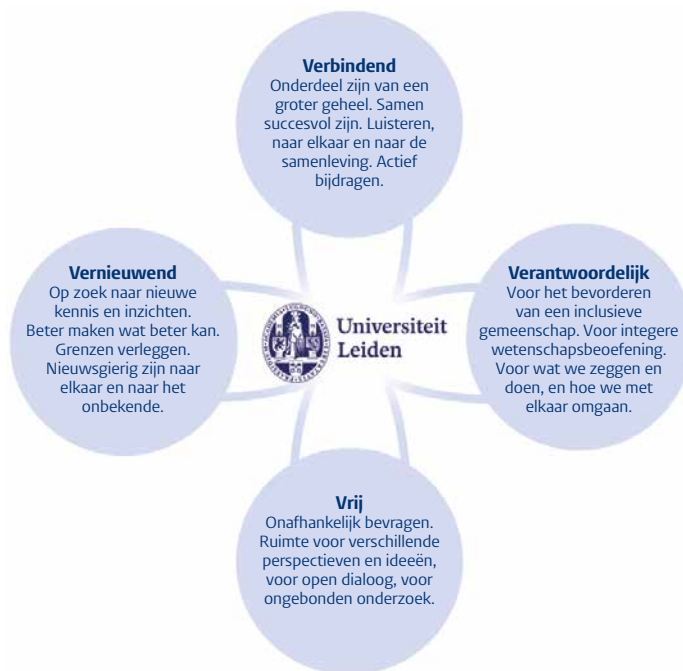 Verbindend
Onderdeel zijn van een
groter geheel. Samen
succesvol zijn. Luisteren,
naar elkaar en naar de
samenleving. Actief
bijdragen.
Vernieuwend
Op zoek naar nieuwe
kennis en inzichten.
Beter maken wat beter kan.
Grenzen verleggen.
Nieuwsgierig zijn naar
elkaar en naar het
onbekende.
Universiteit
Leiden
Verantwoordelijk
Voor het bevorderen
van een inclusieve
gemeenschap. Voor integere
wetenschapsbeoefening.
Voor wat we zeggen en
doen, en hoe we met
elkaar omgaan.
Vrij
Onafhankelijk bevragen.
Ruimte voor verschillende
perspectieven en ideeën,
voor open dialoog, voor
ongebonden onderzoek.